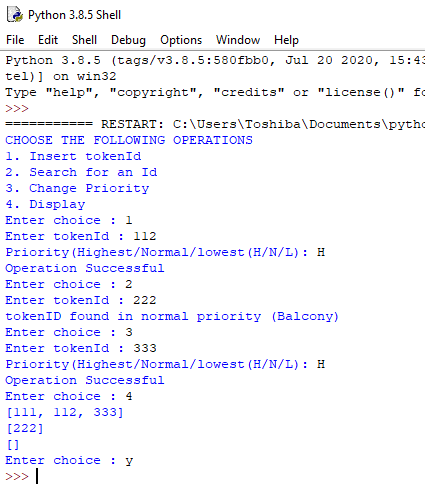 Python 3.8.5 Shell
File Edit Shell Debug Options Window Help
Python 3.8.5 (tags/v3.8.5:580fbb0, Jul 20 2020, 15:43
tel)] on win32
Type "help", "copyright", "credits" or "license()" fo
>>>
=========== RESTART: C:\Users\Toshiba\Documents\pytho
CHOOSE THE FOLLOWING OPERATIONS
1. Insert tokenId
2. Search for an Id
3. Change Priority
4. Display
Enter choice : 1
Enter tokenId : 112
Priority(Highest/Normal/lowest(H/N/L): H
Operation Successful
Enter choice : 2
Enter tokenId : 222
tokenID found in normal priority (Balcony)
Enter choice : 3
Enter tokenId : 333
Priority(Highest/Normal/lowest(H/N/L): H
Operation Successful
Enter choice : 4
[111, 112, 333]
[222]
[]
Enter choice : y
>>>